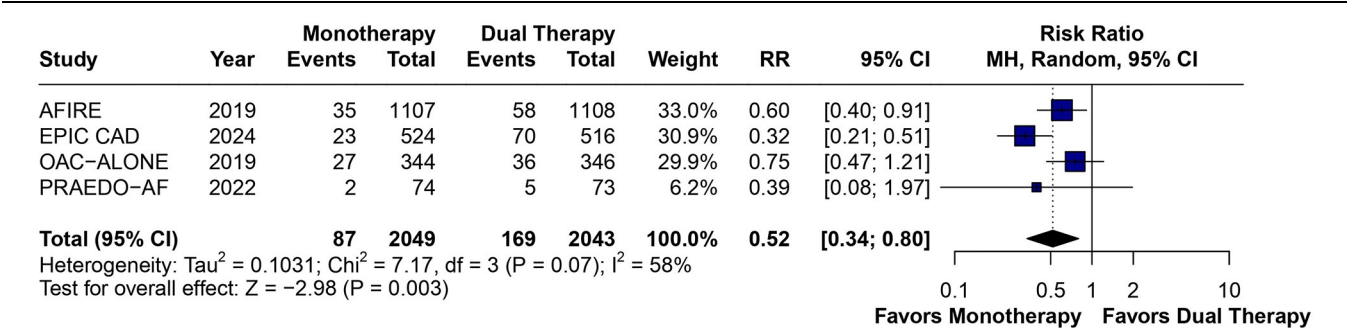 Monotherapy Dual Therapy Risk Ratio
Study Year Events Total Events Total Weight RR 95% CI MH, Random, 95% CI
AFIRE 2019 35 1107 58 1108 33.0% 0.60 [0.40; 0.91]
EPIC CAD 2024 23 524 70 516 30.9% 0.32 [0.21; 0.51]
OAC−ALONE 2019 27 344 36 346 29.9% 0.75 [0.47; 1.21]
PRAEDO−AF 2022 2 74 5 73 6.2% 0.39 [0.08; 1.97]
Total (95% CI) 87 2049 169 2043 100.0% 0.52 [0.34; 0.80]
Heterogeneity: Tau² = 0.1031; Chi² = 7.17, df = 3 (P = 0.07); I² = 58%
Test for overall effect: Z = −2.98 (P = 0.003)
0.1 0.5 1 2 10
Favors Monotherapy Favors Dual Therapy